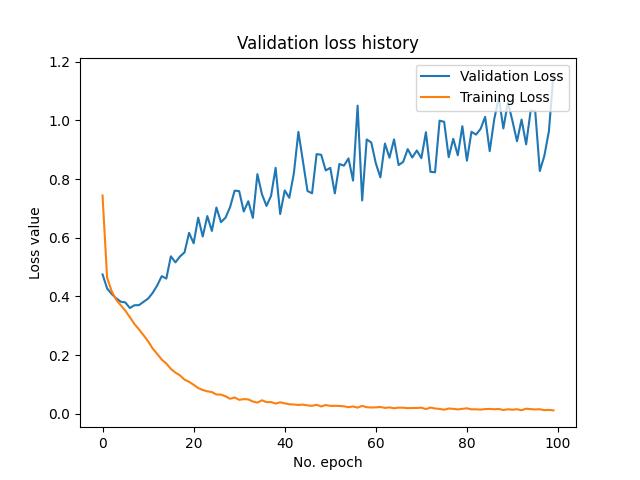 Validation loss history
Validation Loss
Training Loss
1.2
1.0
0.8
0.6
0.4
0.2
0.0
Loss value
0 20 40 60 80 100
No. epoch